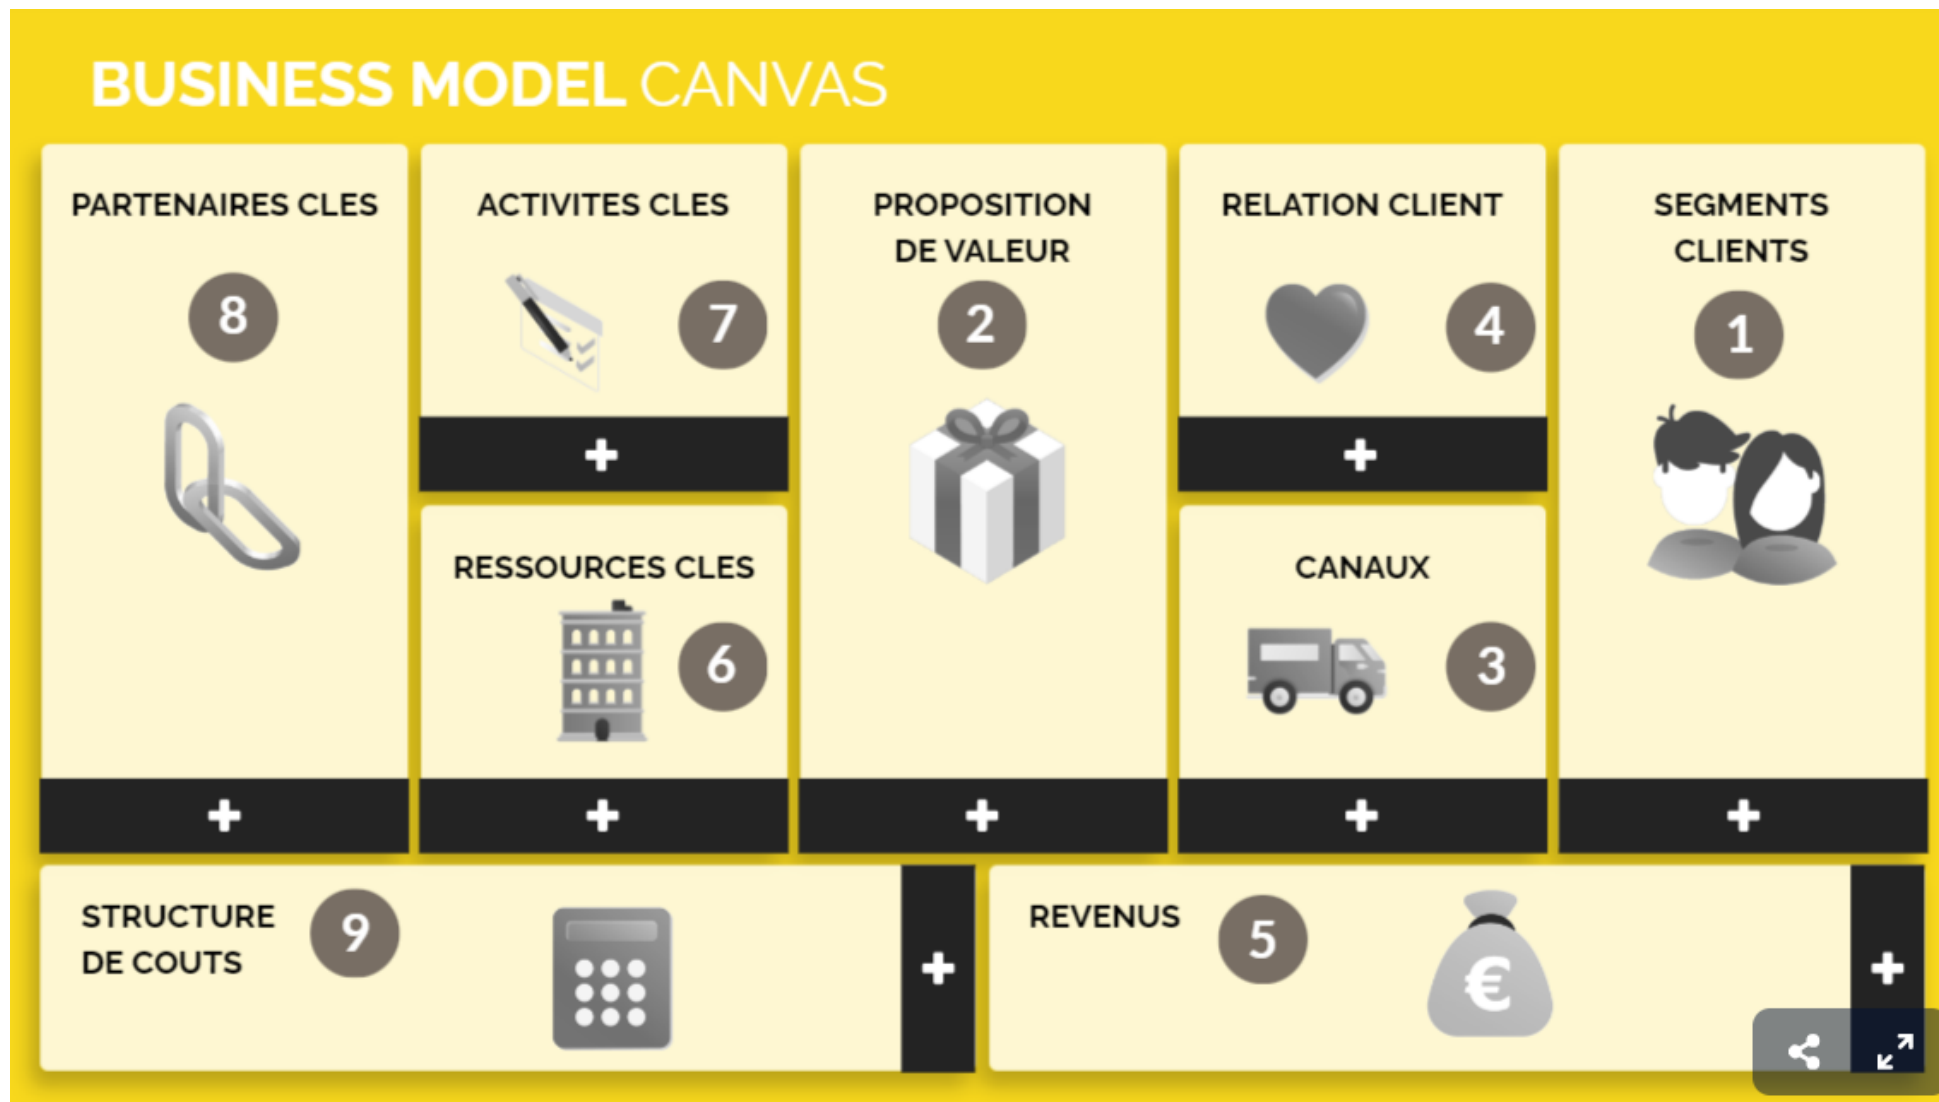 BUSINESS MODEL CANVAS
PARTENAIRES CLES
8
ACTIVITES CLES
7
RESSOURCES CLES
6
PROPOSITION
DE VALEUR
2
RELATION CLIENT
4
CANAUX
3
SEGMENTS
CLIENTS
1
STRUCTURE
DE COUTS
9
REVENUS
5
€